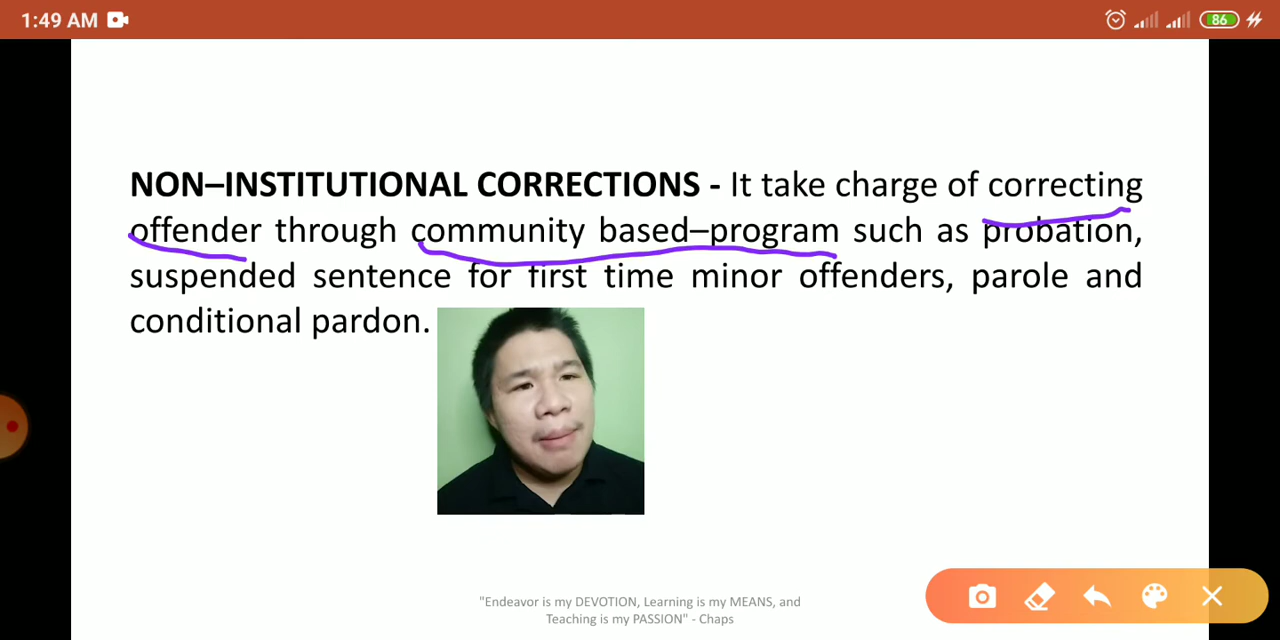 1:49 AM
86
NON–INSTITUTIONAL CORRECTIONS - It take charge of correcting
offender through community based–program such as probation,
suspended sentence for first time minor offenders, parole and
conditional pardon.
"Endeavor is my DEVOTION, Learning is my MEANS, and
Teaching is my PASSION" - Chaps